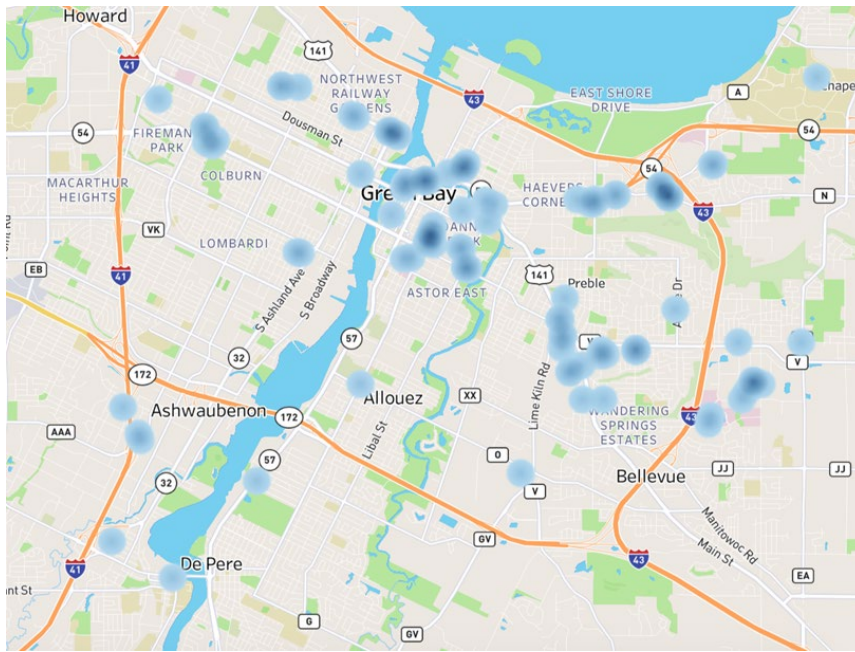 Howard
141
41
NORTHWEST
RAILWAY
GARDENS
43
EAST SHORE
DRIVE
A
Chape
54
FIREMAN
PARK
Dousman St
54
54
COLBURN
MACARTHUR
HEIGHTS
Green Bay
HAEVERS
CORNERS
N
43
VK
LOMBARDI
EB
41
S Ashland Ave
S Broadway
ASTOR EAST
141
Preble
57
V
V
32
172
Allouez
XX
Lime Kiln Rd
Ashwaubenon
172
WANDERING
SPRINGS
ESTATES
43
AAA
Libal St
57
O
32
V
Bellevue
JJ
JJ
Manitowoc Rd
Main St
GV
De Pere
41
43
EA
G
GV